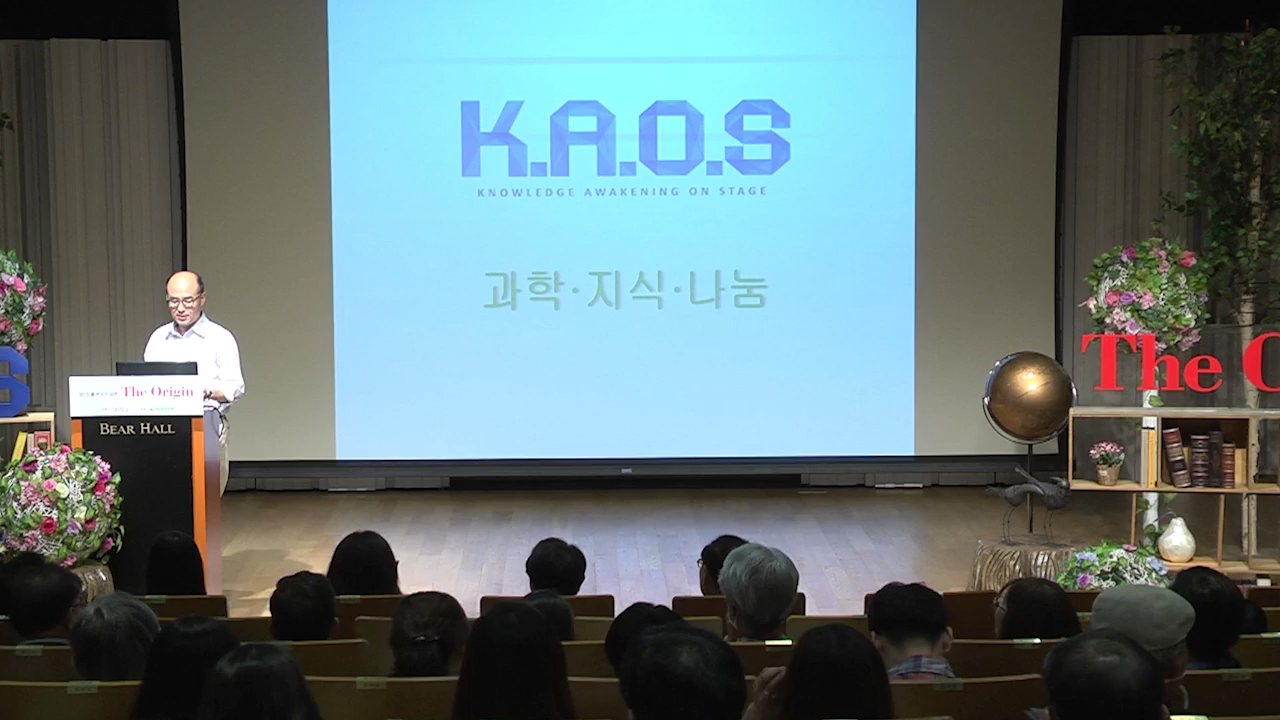 K.A.O.S
KNOWLEDGE AWAKENING ON STAGE
과학·지식·나눔
The Origin
BEAR HALL
S
The O